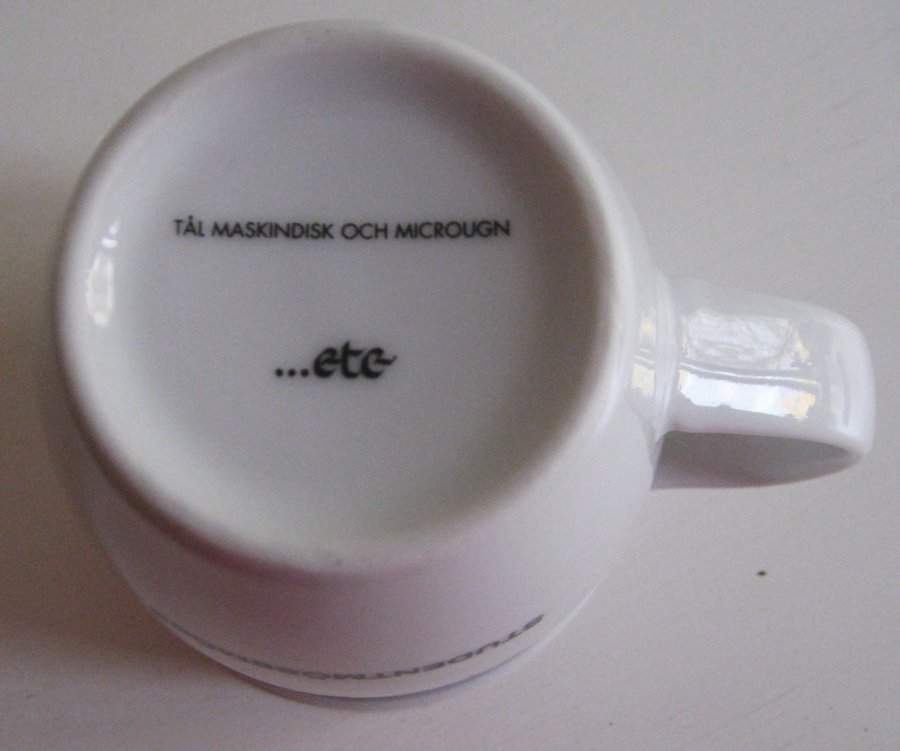 TÅL MASKINDISK OCH MICROUGN
...etc